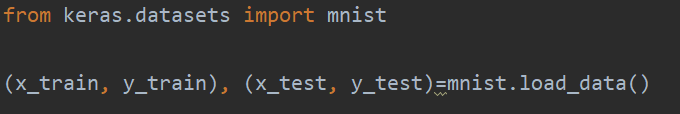 from keras.datasets import mnist
(x_train, y_train), (x_test, y_test)=mnist.load_data()